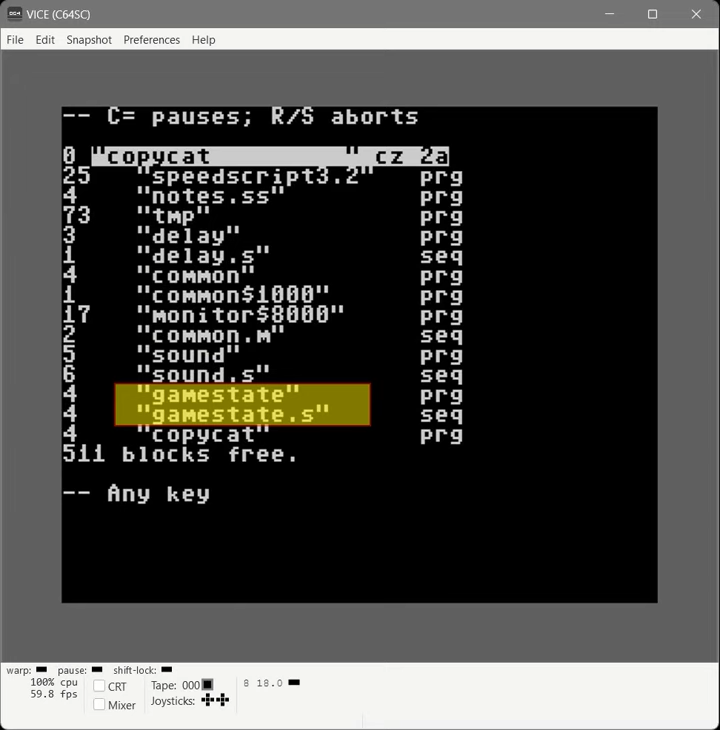 VICE (C64SC)
File Edit Snapshot Preferences Help
-- C= pauses; R/S aborts
0 "copycat         " cz 2a
25 "speedscript3.2" prg
4 "notes.ss" prg
73 "tmp" prg
3 "delay" prg
1 "delay.s" seq
4 "common" prg
1 "common$1000" prg
17 "monitor$8000" prg
2 "common.m" seq
5 "sound" prg
6 "sound.s" seq
4 "gamestate" prg
4 "gamestate.s" seq
4 "copycat" prg
511 blocks free.
-- Any key
warp: pause: shift-lock:
100% cpu
59.8 fps
CRT
Mixer
Tape: 000
Joysticks:
8 18.0